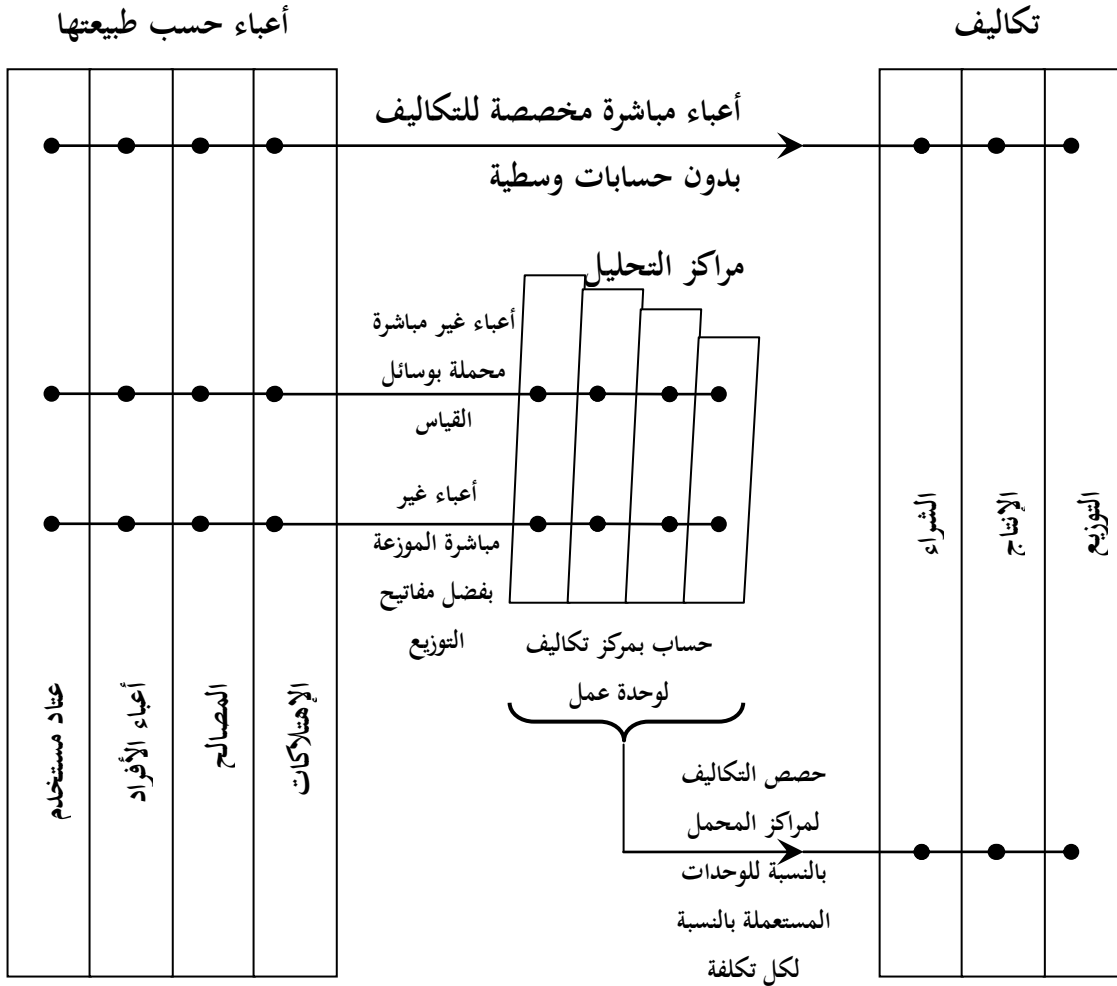 أعباء حسب طبيعتها
تكاليف
أعباء مباشرة مخصصة للتكاليف
بدون حسابات وسطية
مراكز التحليل
أعباء غير مباشرة
محملة بوسائل
القياس
أعباء غير
مباشرة الموزعة
بفضل مفاتيح
التوزيع
حساب بمركز تكاليف
لوحدة عمل
حصص التكاليف
لمراكز المحمل
بالنسبة للوحدات
المستعملة بالنسبة
لكل تكلفة
عتاد مستخدم
أعباء الأفراد
المصالح
الإهتلاكات
الشراء
الإنتاج
التوزيع